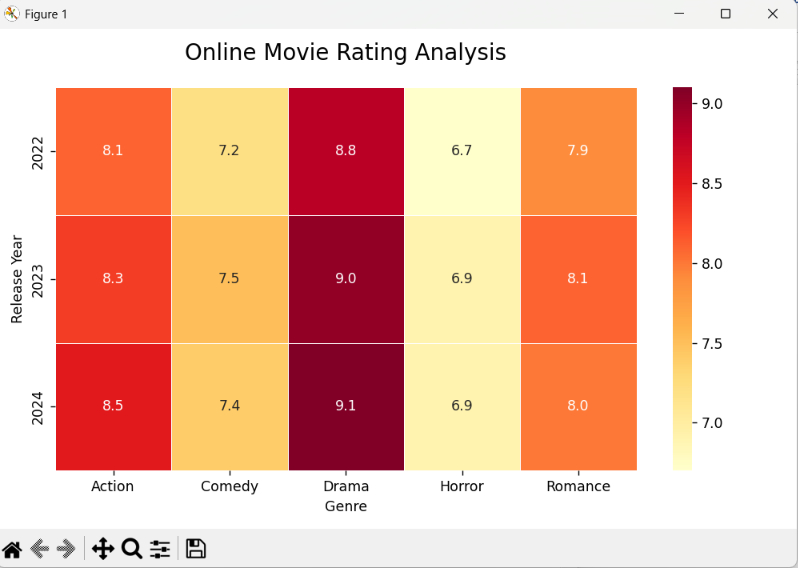 Figure 1
Online Movie Rating Analysis
Release Year
2022
8.1 7.2 8.8 6.7 7.9
2023
8.3 7.5 9.0 6.9 8.1
2024
8.5 7.4 9.1 6.9 8.0
Action Comedy Drama Horror Romance
Genre
9.0
8.5
8.0
7.5
7.0